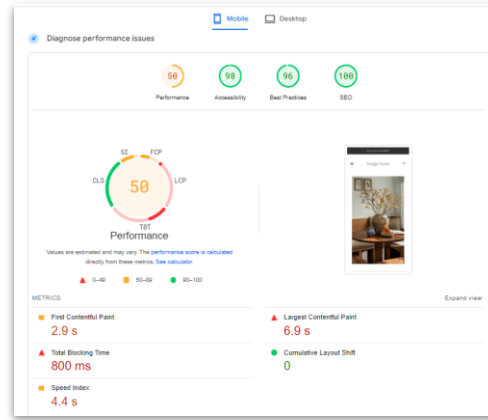 Mobile
Desktop
Diagnose performance issues
50
98
96
100
Performance
Accessibility
Best Practices
SEO
SI
FCP
CLS
LCP
50
TBT
Performance
Values are estimated and may vary. The performance score is calculated
directly from these metrics. See calculator.
0–49
50–89
90–100
METRICS
Expand view
First Contentful Paint
2.9 s
Largest Contentful Paint
6.9 s
Total Blocking Time
800 ms
Cumulative Layout Shift
0
Speed Index
4.4 s